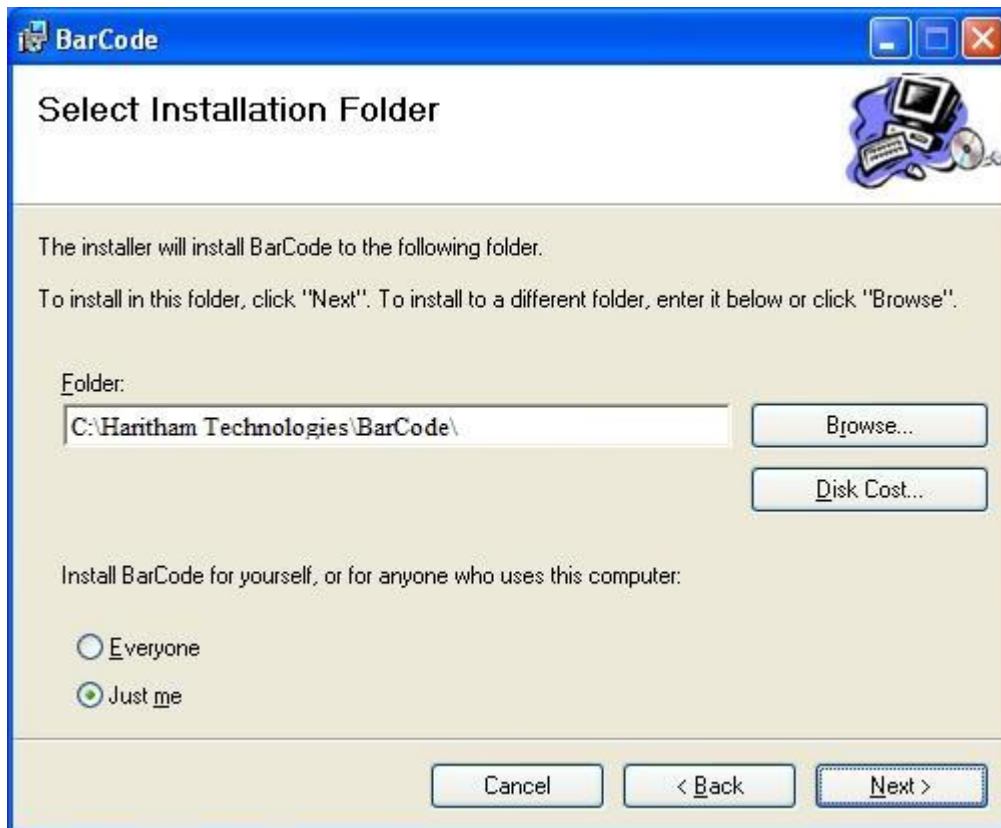 BarCode
Select Installation Folder
The installer will install BarCode to the following folder.
To install in this folder, click "Next". To install to a different folder, enter it below or click "Browse".
Folder:
C:\Haritham Technologies\BarCode\
Browse...
Disk Cost...
Install BarCode for yourself, or for anyone who uses this computer:
Everyone
Just me
Cancel
< Back
Next >